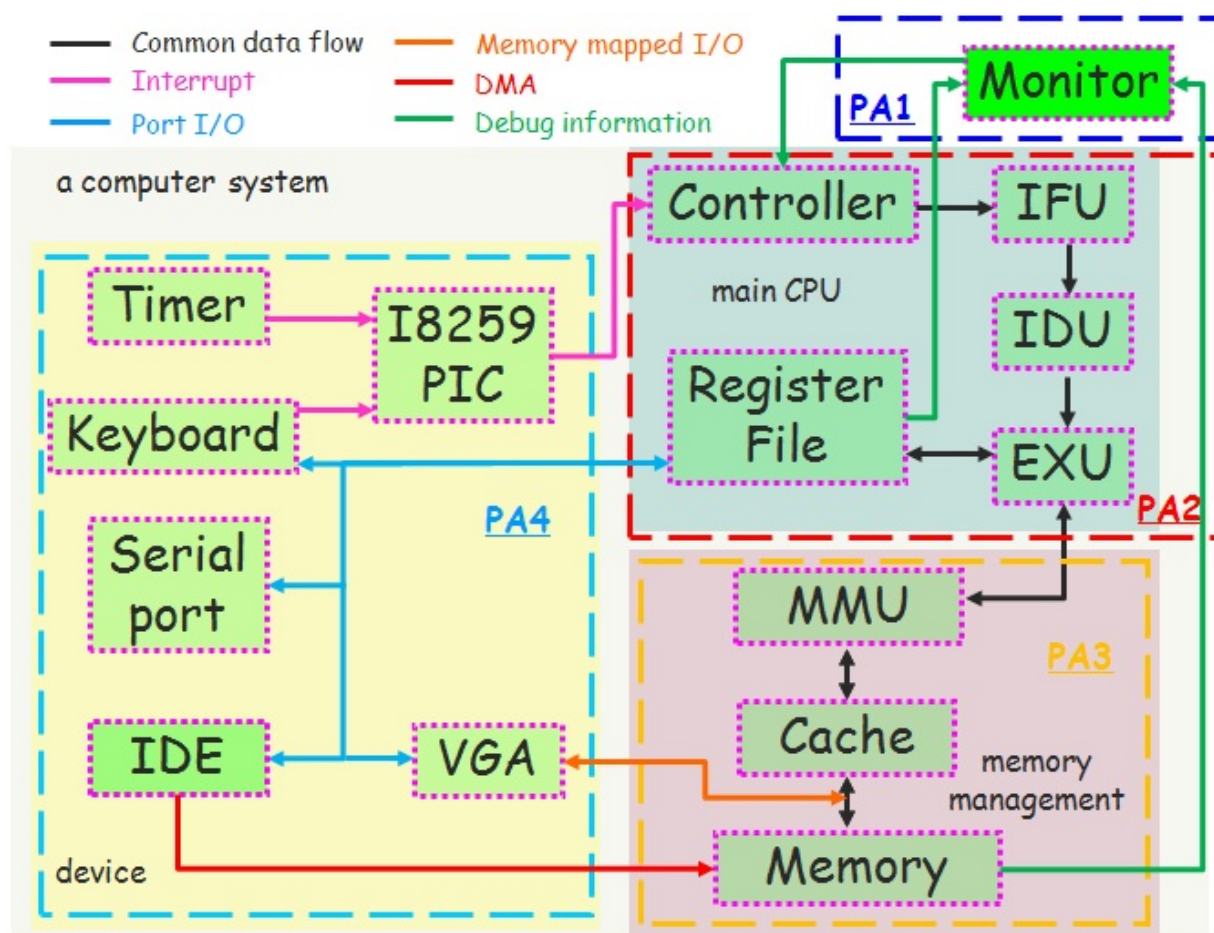 Common data flow
Interrupt
Port I/O
Memory mapped I/O
DMA
Debug information
PA1
Monitor
a computer system
Controller
IFU
main CPU
IDU
Register
File
EXU
PA2
Timer
I8259
PIC
Keyboard
PA4
Serial
port
IDE
VGA
device
MMU
PA3
Cache
memory
management
Memory